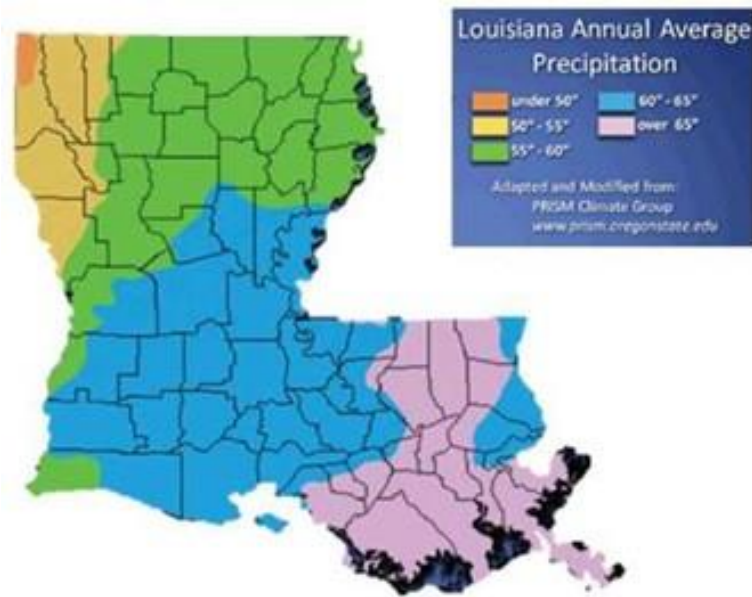 Louisiana Annual Average
Precipitation
under 50"
60" - 65"
50" - 55"
over 65"
55" - 60"
Adapted and Modified from:
PRISM Climate Group
www.prism.oregonstate.edu